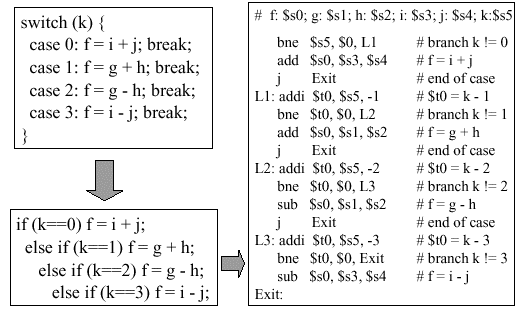 switch (k) {
case 0: f = i + j; break;
case 1: f = g + h; break;
case 2: f = g - h; break;
case 3: f = i - j; break;
}
if (k==0) f = i + j;
else if (k==1) f = g + h;
else if (k==2) f = g - h;
else if (k==3) f = i - j;
# f: $s0; g: $s1; h: $s2; i: $s3; j: $s4; k:$s5
bne $s5, $0, L1 # branch k != 0
add $s0, $s3, $s4 # f = i + j
j Exit # end of case
L1: addi $t0, $s5, -1 # $t0 = k - 1
bne $t0, $0, L2 # branch k != 1
add $s0, $s1, $s2 # f = g + h
j Exit # end of case
L2: addi $t0, $s5, -2 # $t0 = k - 2
bne $t0, $0, L3 # branch k != 2
sub $s0, $s1, $s2 # f = g - h
j Exit # end of case
L3: addi $t0, $s5, -3 # $t0 = k - 3
bne $t0, $0, Exit # branch k != 3
sub $s0, $s3, $s4 # f = i - j
Exit: